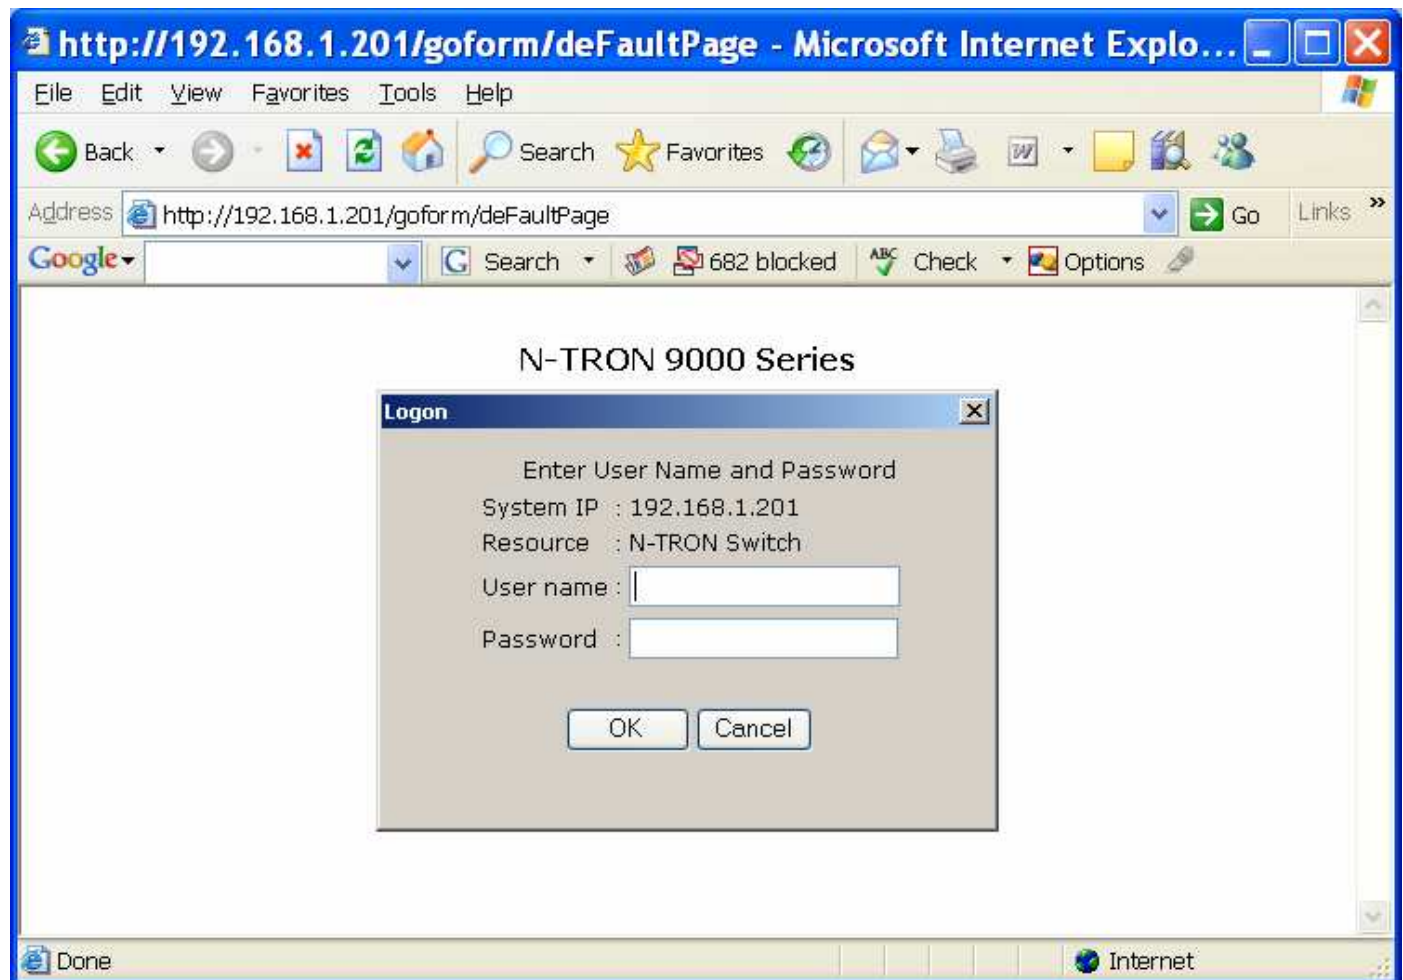 http://192.168.1.201/goform/deFaultPage - Microsoft Internet Explo...
File Edit View Favorites Tools Help
Back Search Favorites W
Address http://192.168.1.201/goform/deFaultPage Go Links »
Google G Search 682 blocked ABC Check Options
N-TRON 9000 Series
Logon
Enter User Name and Password
System IP : 192.168.1.201
Resource : N-TRON Switch
User name :
Password :
OK Cancel
Done Internet